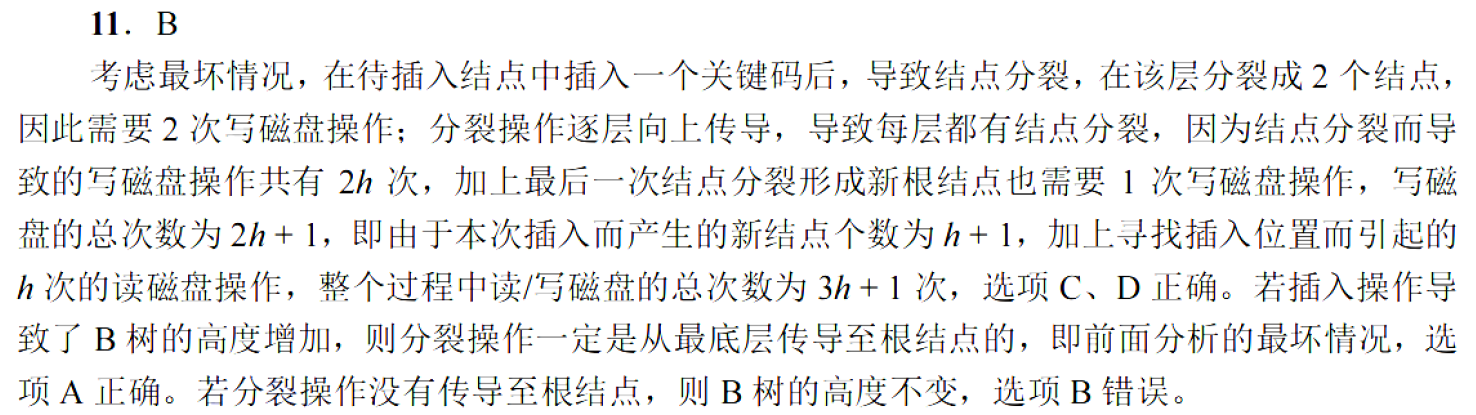 11．B
考虑最坏情况，在待插入结点中插入一个关键码后，导致结点分裂，在该层分裂成 2 个结点，
因此需要 2 次写磁盘操作；分裂操作逐层向上传导，导致每层都有结点分裂，因为结点分裂而导
致的写磁盘操作共有 2h 次，加上最后一次结点分裂形成新根结点也需要 1 次写磁盘操作，写磁
盘的总次数为 2h + 1，即由于本次插入而产生的新结点个数为 h + 1，加上寻找插入位置而引起的
h 次的读磁盘操作，整个过程中读/写磁盘的总次数为 3h + 1 次，选项 C、D 正确。若插入操作导
致了 B 树的高度增加，则分裂操作一定是从最底层传导至根结点的，即前面分析的最坏情况，选
项 A 正确。若分裂操作没有传导至根结点，则 B 树的高度不变，选项 B 错误。